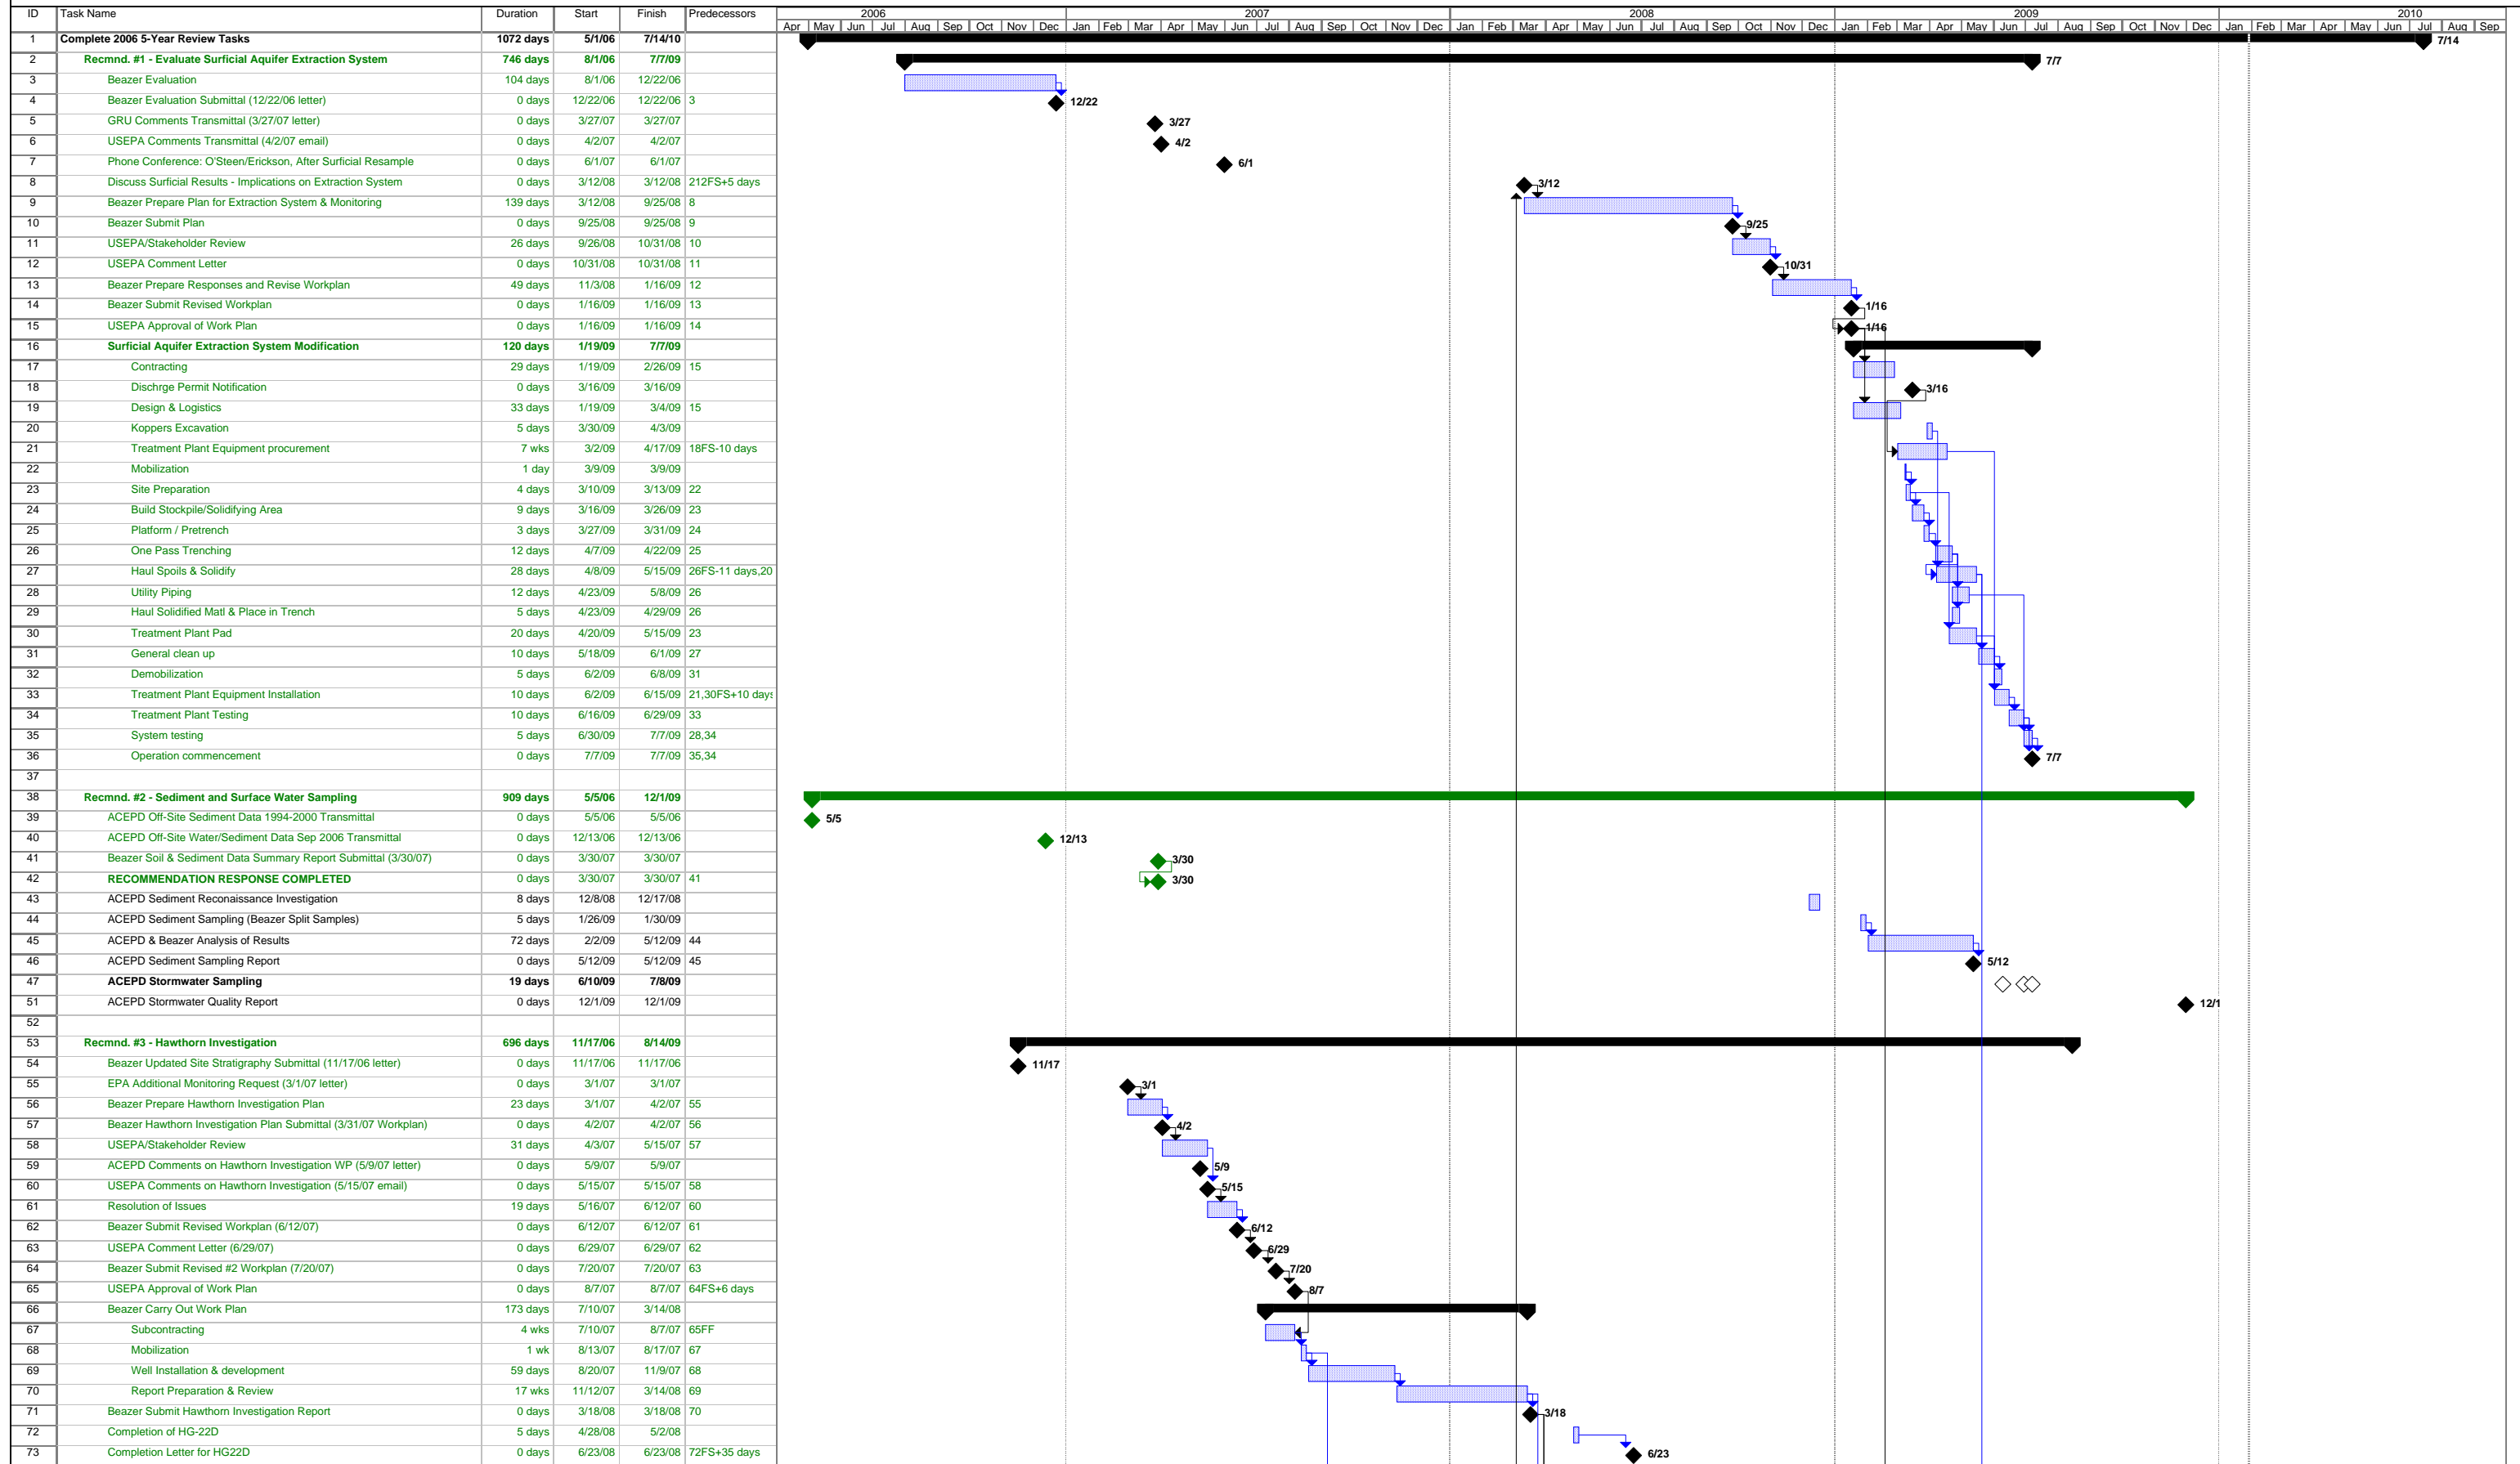 2006 2007 2008 2009 2010
ID Task Name Duration Start Finish Predecessors Apr May Jun Jul Aug Sep Oct Nov Dec Jan Feb Mar Apr May Jun Jul Aug Sep Oct Nov Dec Jan Feb Mar Apr May Jun Jul Aug Sep Oct Nov Dec Jan Feb Mar Apr May Jun Jul Aug Sep Oct Nov Dec Jan Feb Mar Apr May Jun Jul Aug Sep
1 Complete 2006 5-Year Review Tasks 1072 days 5/1/06 7/14/10 7/14
2 Recmnd. #1 - Evaluate Surficial Aquifer Extraction System 746 days 8/1/06 7/7/09 7/7
3 Beazer Evaluation 104 days 8/1/06 12/22/06
4 Beazer Evaluation Submittal (12/22/06 letter) 0 days 12/22/06 12/22/06 3 12/22
5 GRU Comments Transmittal (3/27/07 letter) 0 days 3/27/07 3/27/07 3/27
6 USEPA Comments Transmittal (4/2/07 email) 0 days 4/2/07 4/2/07 4/2
7 Phone Conference: O'Steen/Erickson, After Surficial Resample 0 days 6/1/07 6/1/07 6/1
8 Discuss Surficial Results - Implications on Extraction System 0 days 3/12/08 3/12/08 212FS+5 days 3/12
9 Beazer Prepare Plan for Extraction System & Monitoring 139 days 3/12/08 9/25/08 8
10 Beazer Submit Plan 0 days 9/25/08 9/25/08 9 9/25
11 USEPA/Stakeholder Review 26 days 9/26/08 10/31/08 10
12 USEPA Comment Letter 0 days 10/31/08 10/31/08 11 10/31
13 Beazer Prepare Responses and Revise Workplan 49 days 11/3/08 1/16/09 12
14 Beazer Submit Revised Workplan 0 days 1/16/09 1/16/09 13 1/16
15 USEPA Approval of Work Plan 0 days 1/16/09 1/16/09 14 1/16
16 Surficial Aquifer Extraction System Modification 120 days 1/19/09 7/7/09
17 Contracting 29 days 1/19/09 2/26/09 15
18 Dischrge Permit Notification 0 days 3/16/09 3/16/09 3/16
19 Design & Logistics 33 days 1/19/09 3/4/09 15
20 Koppers Excavation 5 days 3/30/09 4/3/09
21 Treatment Plant Equipment procurement 7 wks 3/2/09 4/17/09 18FS-10 days
22 Mobilization 1 day 3/9/09 3/9/09
23 Site Preparation 4 days 3/10/09 3/13/09 22
24 Build Stockpile/Solidifying Area 9 days 3/16/09 3/26/09 23
25 Platform / Pretrench 3 days 3/27/09 3/31/09 24
26 One Pass Trenching 12 days 4/7/09 4/22/09 25
27 Haul Spoils & Solidify 28 days 4/8/09 5/15/09 26FS-11 days,20
28 Utility Piping 12 days 4/23/09 5/8/09 26
29 Haul Solidified Matl & Place in Trench 5 days 4/23/09 4/29/09 26
30 Treatment Plant Pad 20 days 4/20/09 5/15/09 23
31 General clean up 10 days 5/18/09 6/1/09 27
32 Demobilization 5 days 6/2/09 6/8/09 31
33 Treatment Plant Equipment Installation 10 days 6/2/09 6/15/09 21,30FS+10 days
34 Treatment Plant Testing 10 days 6/16/09 6/29/09 33
35 System testing 5 days 6/30/09 7/7/09 28,34
36 Operation commencement 0 days 7/7/09 7/7/09 35,34 7/7
37
38 Recmnd. #2 - Sediment and Surface Water Sampling 909 days 5/5/06 12/1/09
39 ACEPD Off-Site Sediment Data 1994-2000 Transmittal 0 days 5/5/06 5/5/06 5/5
40 ACEPD Off-Site Water/Sediment Data Sep 2006 Transmittal 0 days 12/13/06 12/13/06 12/13
41 Beazer Soil & Sediment Data Summary Report Submittal (3/30/07) 0 days 3/30/07 3/30/07 3/30
42 RECOMMENDATION RESPONSE COMPLETED 0 days 3/30/07 3/30/07 41 3/30
43 ACEPD Sediment Reconaissance Investigation 8 days 12/8/08 12/17/08
44 ACEPD Sediment Sampling (Beazer Split Samples) 5 days 1/26/09 1/30/09
45 ACEPD & Beazer Analysis of Results 72 days 2/2/09 5/12/09 44
46 ACEPD Sediment Sampling Report 0 days 5/12/09 5/12/09 45 5/12
47 ACEPD Stormwater Sampling 19 days 6/10/09 7/8/09
51 ACEPD Stormwater Quality Report 0 days 12/1/09 12/1/09 12/1
52
53 Recmnd. #3 - Hawthorn Investigation 696 days 11/17/06 8/14/09
54 Beazer Updated Site Stratigraphy Submittal (11/17/06 letter) 0 days 11/17/06 11/17/06 11/17
55 EPA Additional Monitoring Request (3/1/07 letter) 0 days 3/1/07 3/1/07 3/1
56 Beazer Prepare Hawthorn Investigation Plan 23 days 3/1/07 4/2/07 55
57 Beazer Hawthorn Investigation Plan Submittal (3/31/07 Workplan) 0 days 4/2/07 4/2/07 56 4/2
58 USEPA/Stakeholder Review 31 days 4/3/07 5/15/07 57
59 ACEPD Comments on Hawthorn Investigation WP (5/9/07 letter) 0 days 5/9/07 5/9/07 5/9
60 USEPA Comments on Hawthorn Investigation (5/15/07 email) 0 days 5/15/07 5/15/07 58 5/15
61 Resolution of Issues 19 days 5/16/07 6/12/07 60
62 Beazer Submit Revised Workplan (6/12/07) 0 days 6/12/07 6/12/07 61 6/12
63 USEPA Comment Letter (6/29/07) 0 days 6/29/07 6/29/07 62 6/29
64 Beazer Submit Revised #2 Workplan (7/20/07) 0 days 7/20/07 7/20/07 63 7/20
65 USEPA Approval of Work Plan 0 days 8/7/07 8/7/07 64FS+6 days 8/7
66 Beazer Carry Out Work Plan 173 days 7/10/07 3/14/08
67 Subcontracting 4 wks 7/10/07 8/7/07 65FF
68 Mobilization 1 wk 8/13/07 8/17/07 67
69 Well Installation & development 59 days 8/20/07 11/9/07 68
70 Report Preparation & Review 17 wks 11/12/07 3/14/08 69
71 Beazer Submit Hawthorn Investigation Report 0 days 3/18/08 3/18/08 70 3/18
72 Completion of HG-22D 5 days 4/28/08 5/2/08
73 Completion Letter for HG22D 0 days 6/23/08 6/23/08 72FS+35 days 6/23